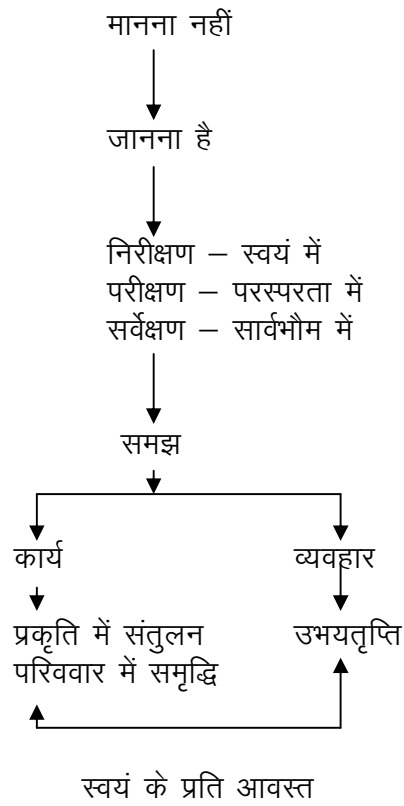 मानना नहीं
जानना है
निरीक्षण – स्वयं में
परीक्षण – परस्परता में
सर्वेक्षण – सार्वभौम में
समझ
कार्य व्यवहार
प्रकृति में संतुलन उभयतृप्ति
परिववार में समृद्धि
स्वयं के प्रति आवस्त